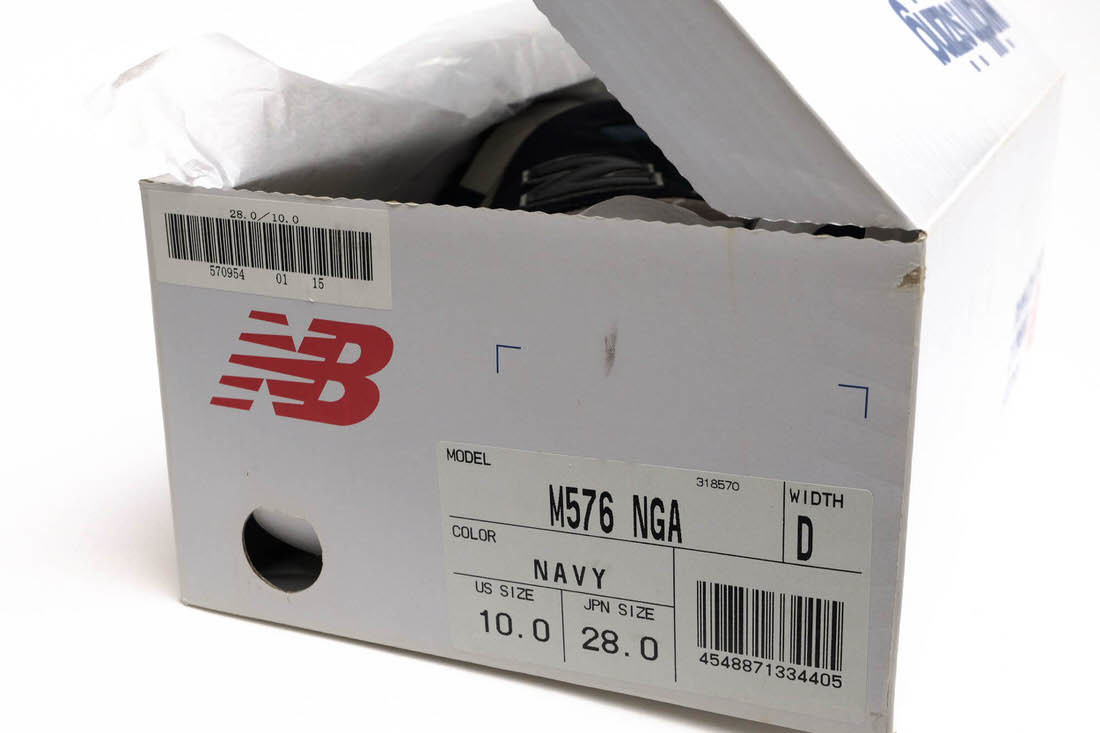 28.0/10.0
570954 01 15
NB
MODEL
318570
M576 NGA
WIDTH
D
COLOR
NAVY
US SIZE
10.0
JPN SIZE
28.0
4548871334405